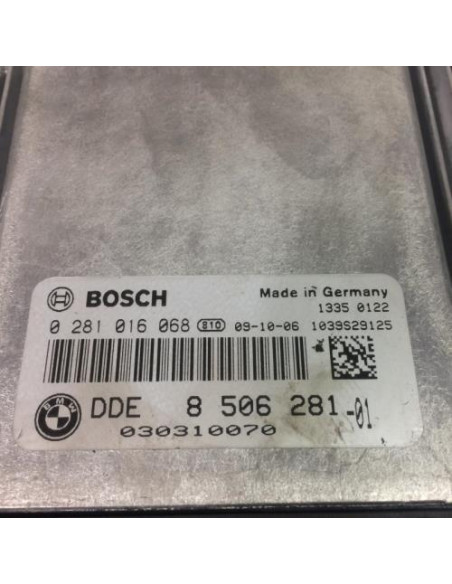 BOSCH Made in Germany
1335 0122
0 281 016 068 810 09-10-06 1039S29125
BMW DDE 8 506 281-01
030310070